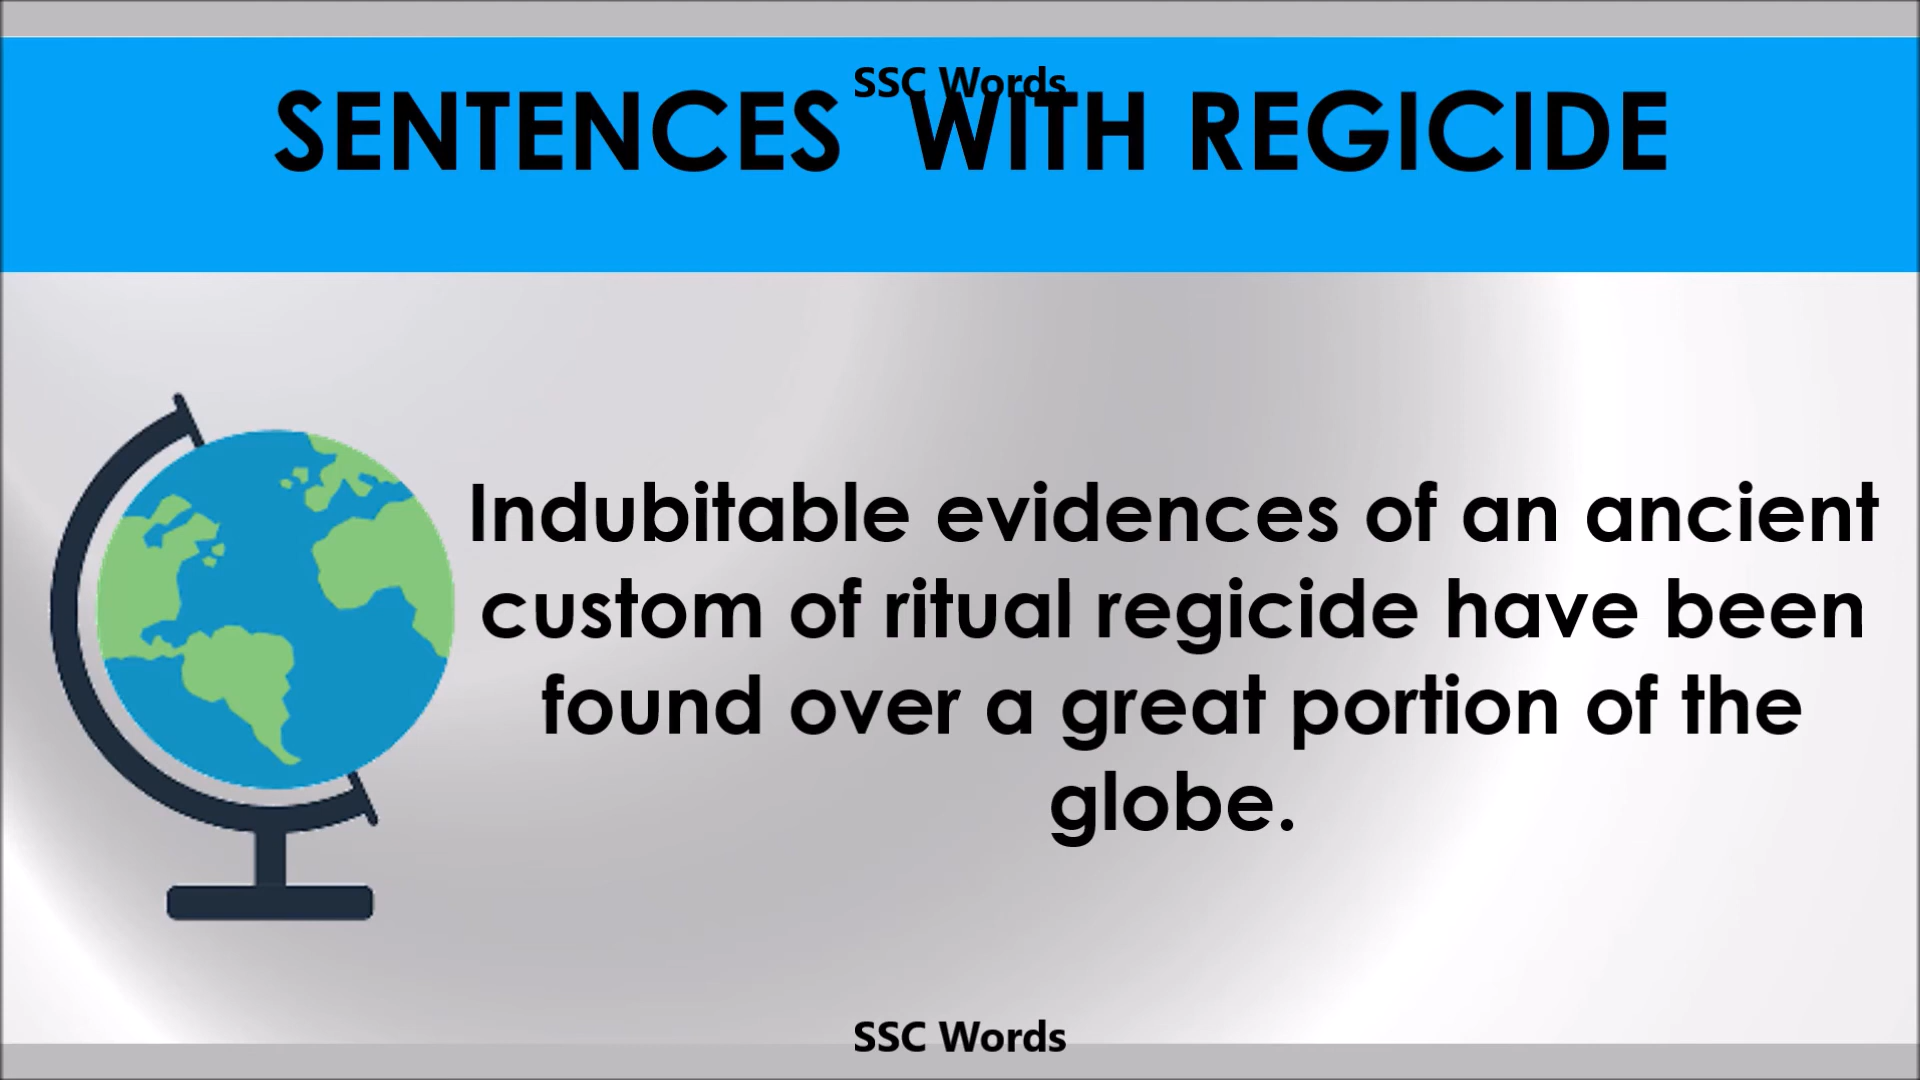 SSC Words
SENTENCES WITH REGICIDE
Indubitable evidences of an ancient
custom of ritual regicide have been
found over a great portion of the
globe.
SSC Words